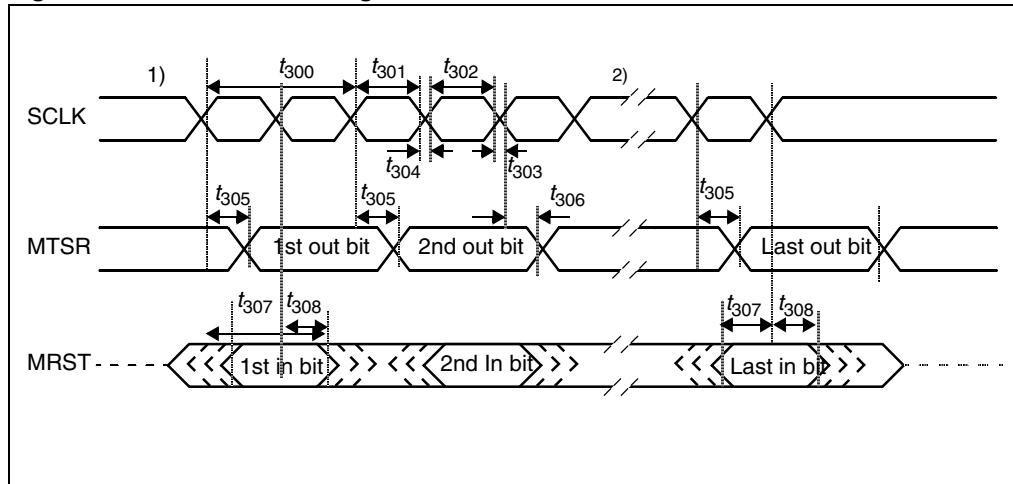 1) t300 t301 t302 2)
SCLK
t304 t303
t305 t305 t306 t305
MTSR 1st out bit 2nd out bit Last out bit
t307 t308 t307 t308
MRST 1st in bit 2nd In bit Last in bit